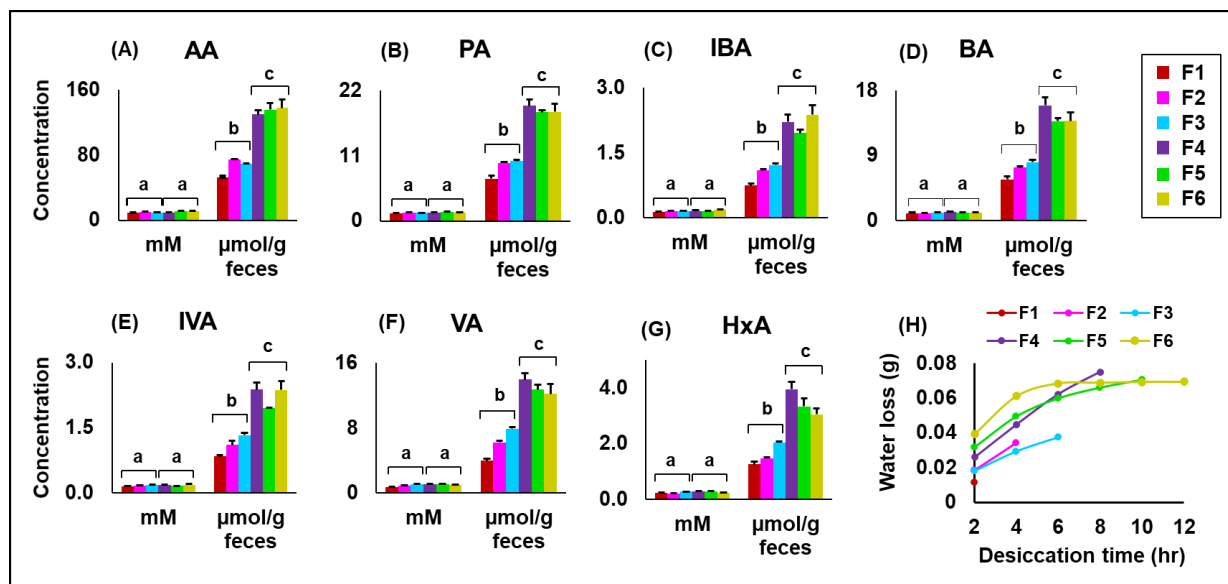 (A) AA
Concentration
160
80
0
a a b c
mM
µmol/g
feces
(B) PA
22
11
0
a a b c
mM
µmol/g
feces
(C) IBA
3.0
1.5
0.0
a a b c
mM
µmol/g
feces
(D) BA
18
9
0
a a b c
mM
µmol/g
feces
F1
F2
F3
F4
F5
F6
(E) IVA
Concentration
3.0
1.5
0.0
a a b c
mM
µmol/g
feces
(F) VA
16
8
0
a a b c
mM
µmol/g
feces
(G) HxA
4.0
2.0
0.0
a a b c
mM
µmol/g
feces
(H)
F1 F2 F3
F4 F5 F6
Water loss (g)
0.08
0.06
0.04
0.02
0
2 4 6 8 10 12
Desiccation time (hr)